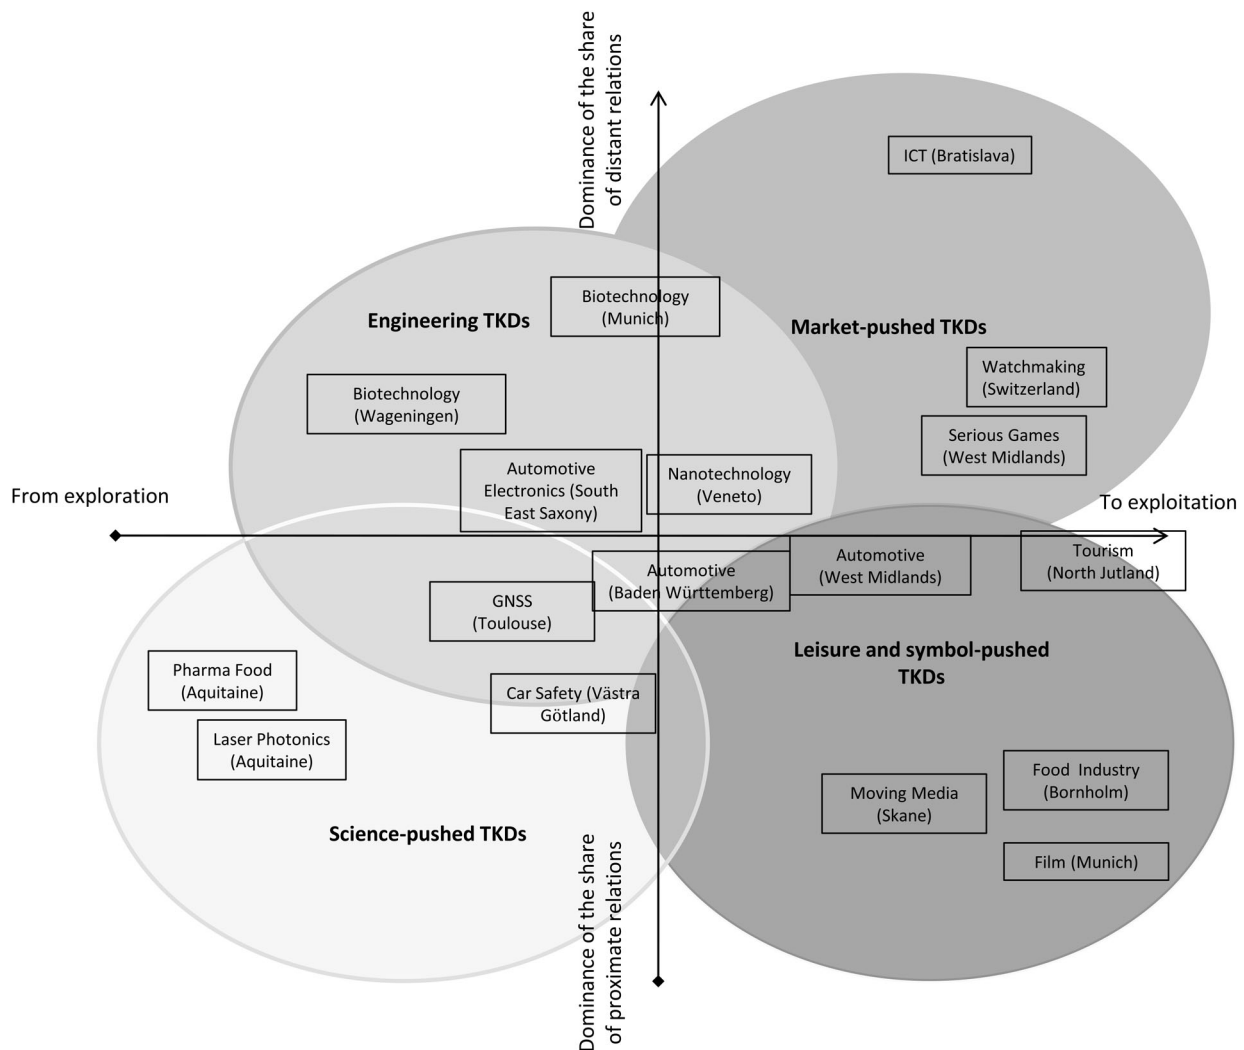 Dominance of the share
of distant relations
ICT (Bratislava)
Biotechnology
(Munich)
Engineering TKDs
Market-pushed TKDs
Watchmaking
(Switzerland)
Biotechnology
(Wageningen)
Serious Games
(West Midlands)
Automotive
Electronics (South
East Saxony)
Nanotechnology
(Veneto)
From exploration
To exploitation
Automotive
(Baden Württemberg)
Automotive
(West Midlands)
Tourism
(North Jutland)
GNSS
(Toulouse)
Leisure and symbol-pushed
TKDs
Pharma Food
(Aquitaine)
Car Safety (Västra
Götland)
Laser Photonics
(Aquitaine)
Food  Industry
(Bornholm)
Moving Media
(Skane)
Science-pushed TKDs
Film (Munich)
Dominance of the share
of proximate relations